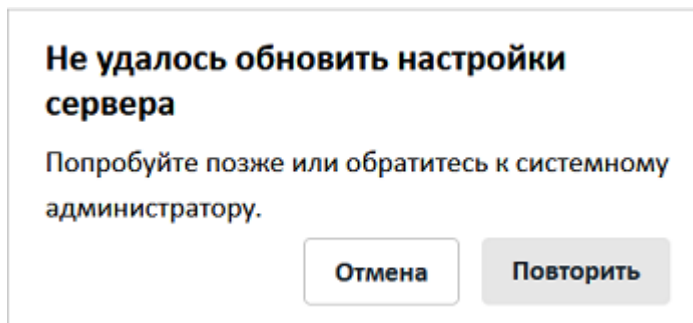 Не удалось обновить настройки
сервера
Попробуйте позже или обратитесь к системному
администратору.
Отмена
Повторить